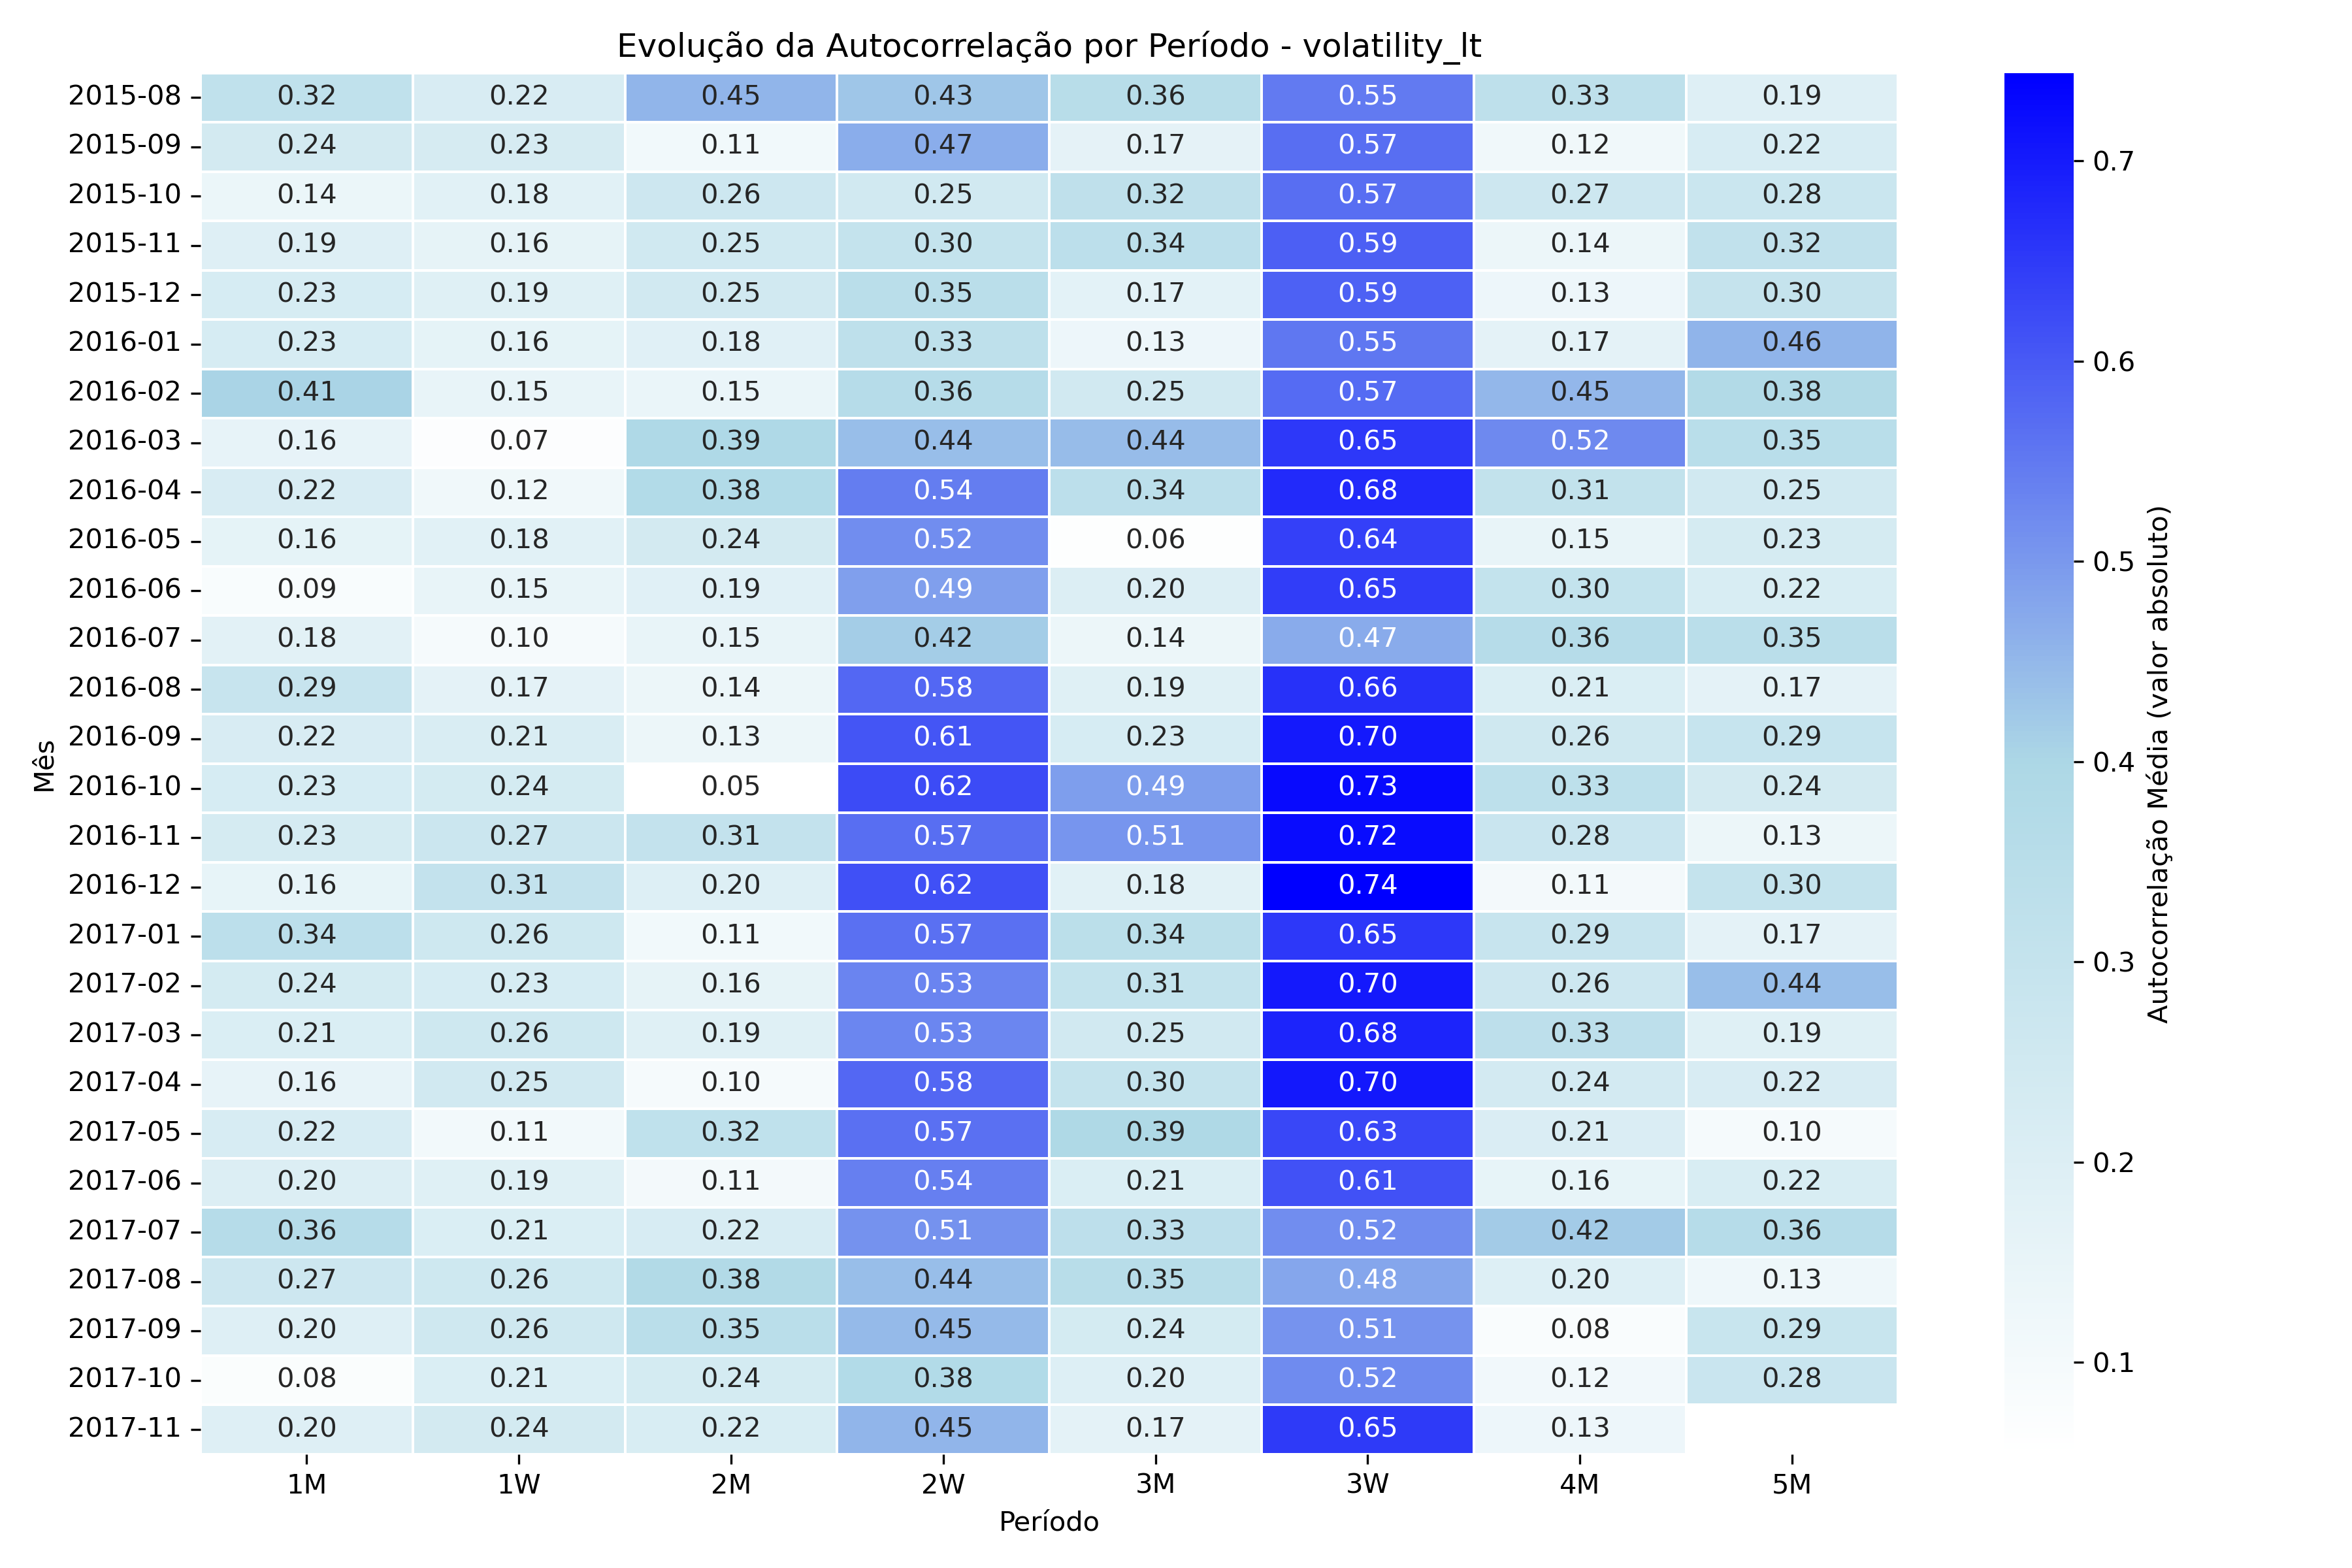 Evolução da Autocorrelação por Período - volatility_lt
2015-08 0.32 0.22 0.45 0.43 0.36 0.55 0.33 0.19
2015-09 0.24 0.23 0.11 0.47 0.17 0.57 0.12 0.22
2015-10 0.14 0.18 0.26 0.25 0.32 0.57 0.27 0.28
2015-11 0.19 0.16 0.25 0.30 0.34 0.59 0.14 0.32
2015-12 0.23 0.19 0.25 0.35 0.17 0.59 0.13 0.30
2016-01 0.23 0.16 0.18 0.33 0.13 0.55 0.17 0.46
2016-02 0.41 0.15 0.15 0.36 0.25 0.57 0.45 0.38
2016-03 0.16 0.07 0.39 0.44 0.44 0.65 0.52 0.35
2016-04 0.22 0.12 0.38 0.54 0.34 0.68 0.31 0.25
2016-05 0.16 0.18 0.24 0.52 0.06 0.64 0.15 0.23
2016-06 0.09 0.15 0.19 0.49 0.20 0.65 0.30 0.22
2016-07 0.18 0.10 0.15 0.42 0.14 0.47 0.36 0.35
2016-08 0.29 0.17 0.14 0.58 0.19 0.66 0.21 0.17
2016-09 0.22 0.21 0.13 0.61 0.23 0.70 0.26 0.29
2016-10 0.23 0.24 0.05 0.62 0.49 0.73 0.33 0.24
2016-11 0.23 0.27 0.31 0.57 0.51 0.72 0.28 0.13
2016-12 0.16 0.31 0.20 0.62 0.18 0.74 0.11 0.30
2017-01 0.34 0.26 0.11 0.57 0.34 0.65 0.29 0.17
2017-02 0.24 0.23 0.16 0.53 0.31 0.70 0.26 0.44
2017-03 0.21 0.26 0.19 0.53 0.25 0.68 0.33 0.19
2017-04 0.16 0.25 0.10 0.58 0.30 0.70 0.24 0.22
2017-05 0.22 0.11 0.32 0.57 0.39 0.63 0.21 0.10
2017-06 0.20 0.19 0.11 0.54 0.21 0.61 0.16 0.22
2017-07 0.36 0.21 0.22 0.51 0.33 0.52 0.42 0.36
2017-08 0.27 0.26 0.38 0.44 0.35 0.48 0.20 0.13
2017-09 0.20 0.26 0.35 0.45 0.24 0.51 0.08 0.29
2017-10 0.08 0.21 0.24 0.38 0.20 0.52 0.12 0.28
2017-11 0.20 0.24 0.22 0.45 0.17 0.65 0.13
1M 1W 2M 2W 3M 3W 4M 5M
Período
Mês
0.7
0.6
0.5
0.4
0.3
0.2
0.1
Autocorrelação Média (valor absoluto)